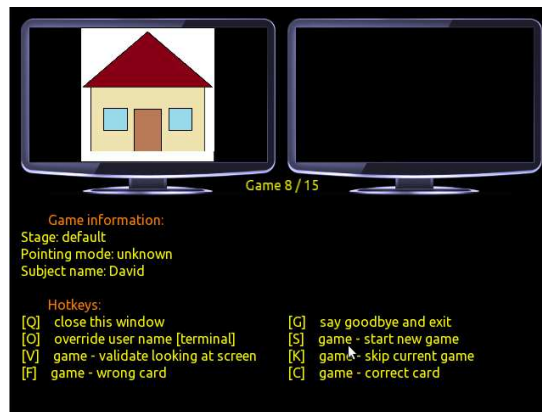 Game 8 / 15
Game information:
Stage: default
Pointing mode: unknown
Subject name: David
Hotkeys:
[Q] close this window
[O] override user name [terminal]
[V] game - validate looking at screen
[F] game - wrong card
[G] say goodbye and exit
[S] game - start new game
[K] game - skip current game
[C] game - correct card